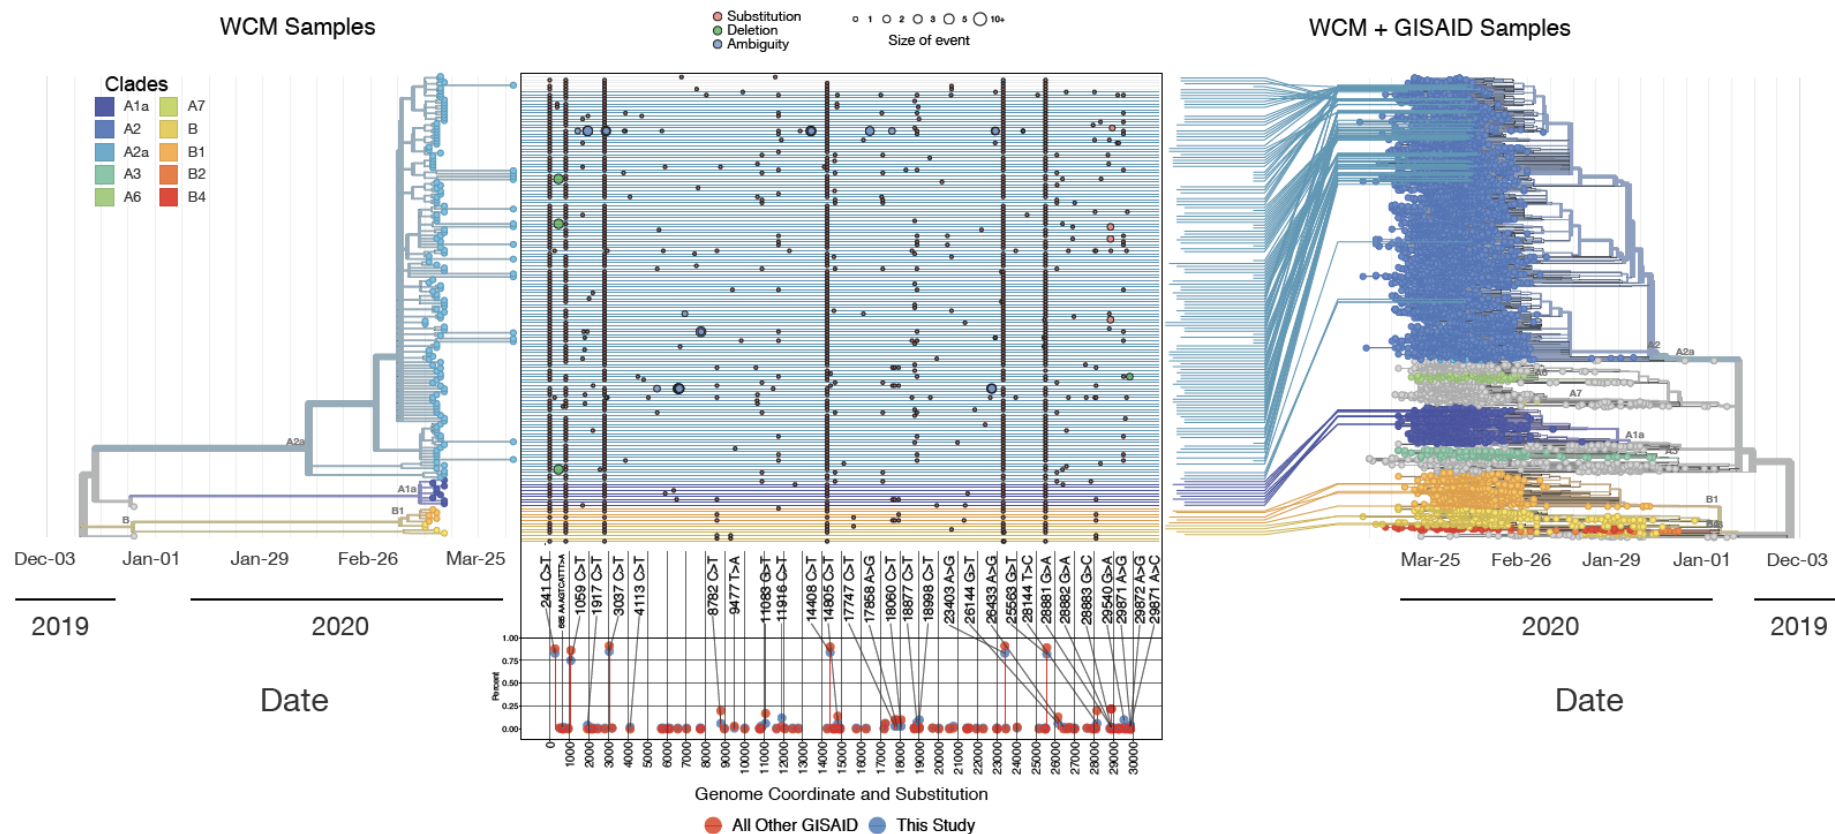 WCM Samples
Substitution
Deletion
Ambiguity
1 2 3 5 10+
Size of event
WCM + GISAID Samples
Clades
A1a A7
A2 B
A2a B1
A3 B2
A6 B4
A2a
A1a
B1
B
A2
A2a
A6
A7
A1a
A3
B1
Dec-03 Jan-01 Jan-29 Feb-26 Mar-25
2019 2020
Date
241 C>T
1059 C>T
1917 C>T
3037 C>T
4113 C>T
8782 C>T
9477 T>A
11083 G>T
11916 C>T
14408 C>T
14805 C>T
17747 C>T
17858 A>G
18060 C>T
18877 C>T
18998 C>T
23403 A>G
26144 G>T
26433 A>G
25563 G>T
28144 T>C
28881 G>A
28882 G>A
28883 G>C
29540 G>A
29871 A>G
29872 A>G
29871 A>C
Percent
1.00
0.75
0.50
0.25
0.00
0 1000 2000 3000 4000 5000 6000 7000 8000 9000 10000 11000 12000 13000 14000 15000 16000 17000 18000 19000 20000 21000 22000 23000 24000 25000 26000 27000 28000 29000 30000
Genome Coordinate and Substitution
All Other GISAID This Study
Mar-25 Feb-26 Jan-29 Jan-01 Dec-03
2020 2019
Date